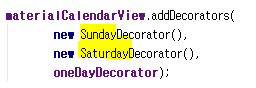 materialCalendarView.addDecorators(
new SundayDecorator(),
new SaturdayDecorator(),
oneDayDecorator);